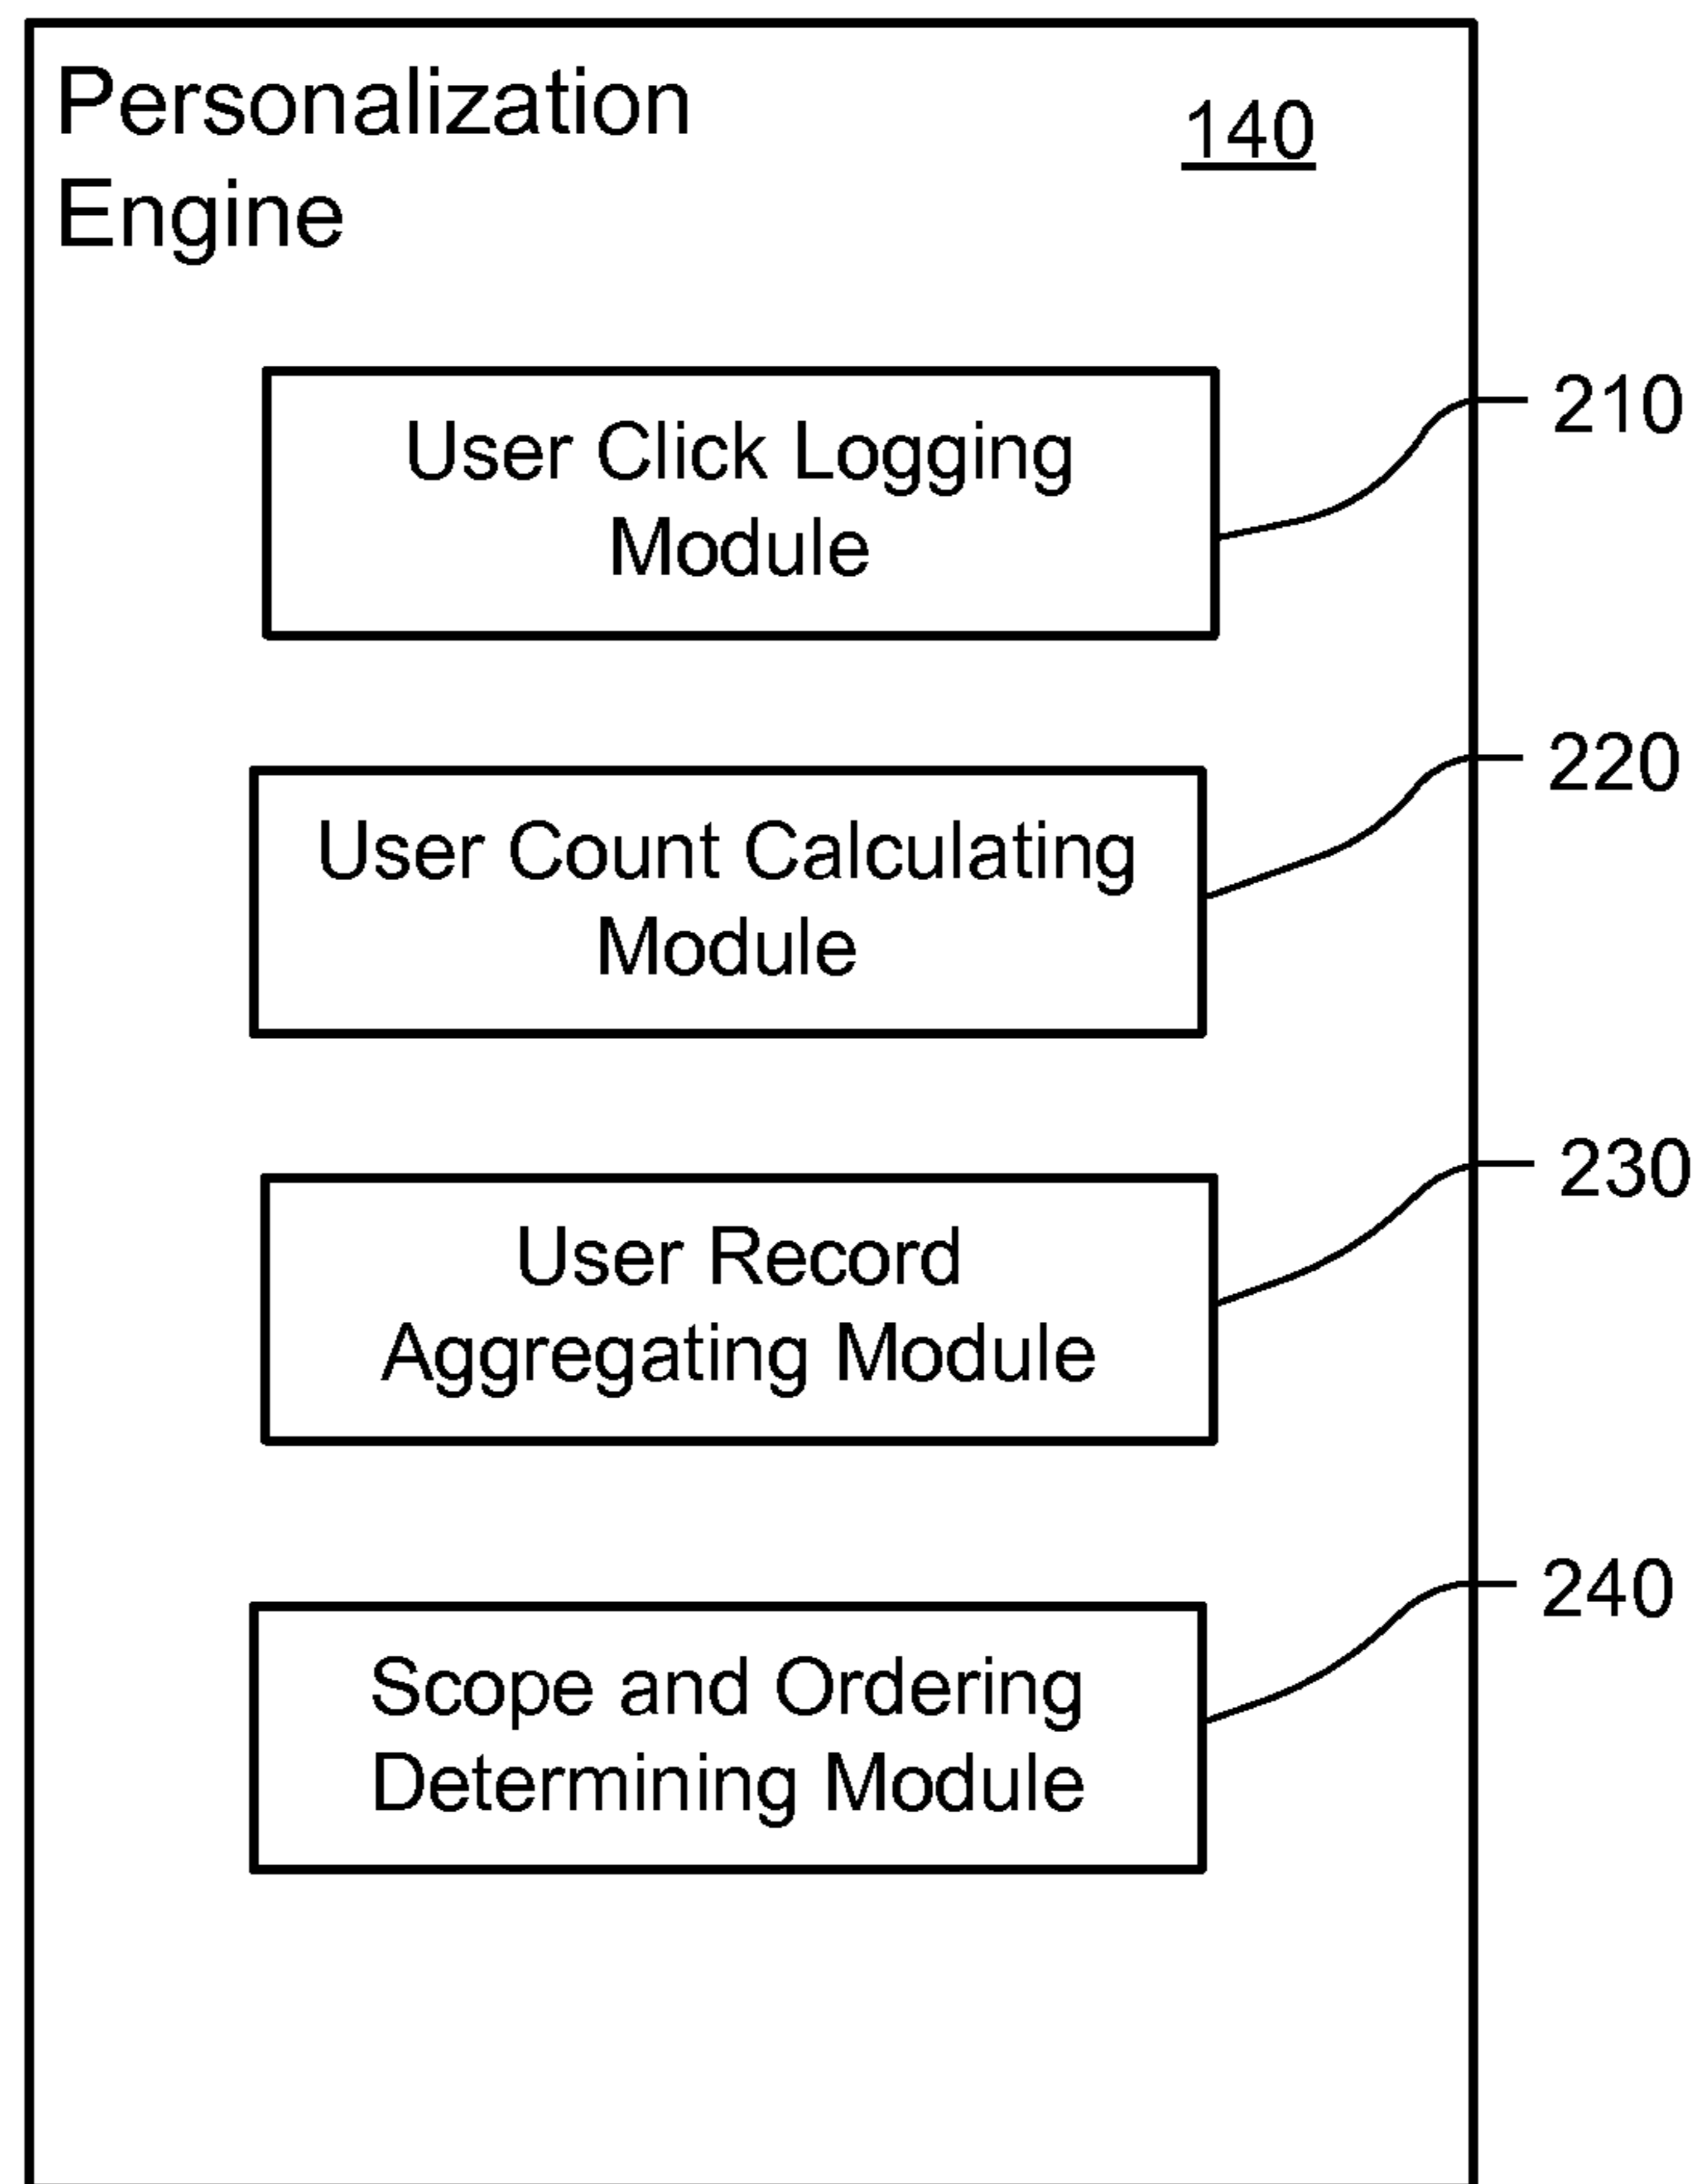 Personalization
Engine
140
User Click Logging
Module
210
User Count Calculating
Module
220
User Record
Aggregating Module
230
Scope and Ordering
Determining Module
240